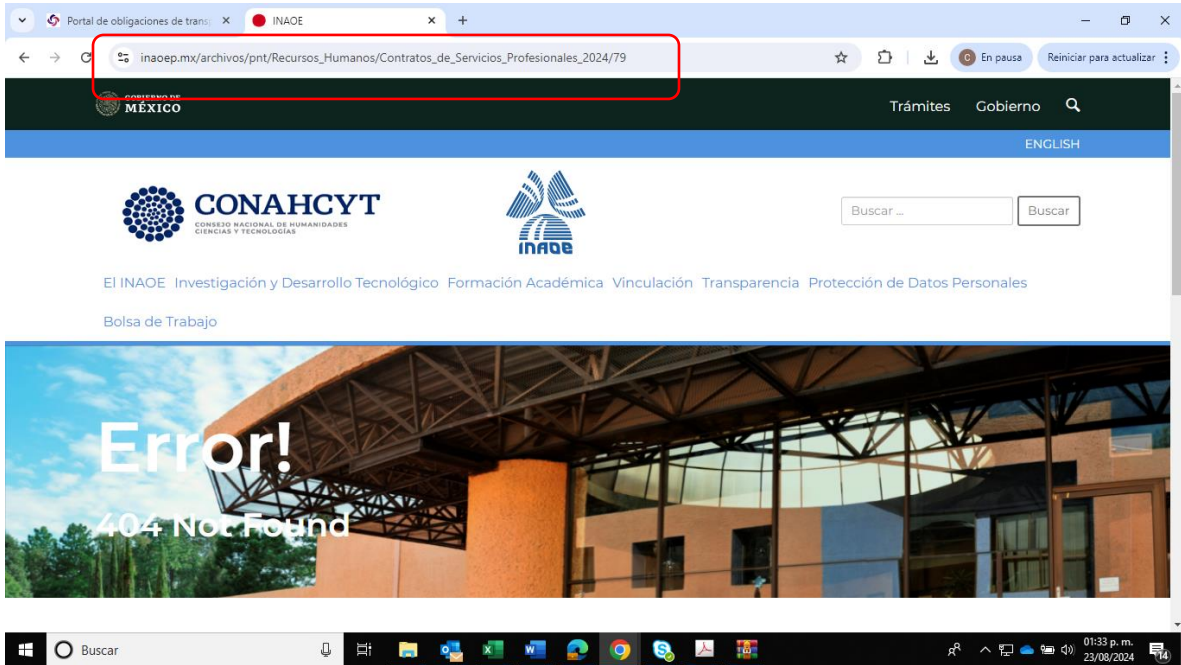 Portal de obligaciones de trans
INAOE
inaoep.mx/archivos/pnt/Recursos_Humanos/Contratos_de_Servicios_Profesionales_2024/79
C
En pausa
Reiniciar para actualizar
GOBIERNO DE
MÉXICO
Trámites Gobierno
ENGLISH
CONAHCYT
CONSEJO NACIONAL DE HUMANIDADES
CIENCIAS Y TECNOLOGÍAS
INAOE
Buscar ...
Buscar
El INAOE Investigación y Desarrollo Tecnológico Formación Académica Vinculación Transparencia Protección de Datos Personales
Bolsa de Trabajo
Error!
404 Not Found
Buscar
01:33 p. m.
23/08/2024
14